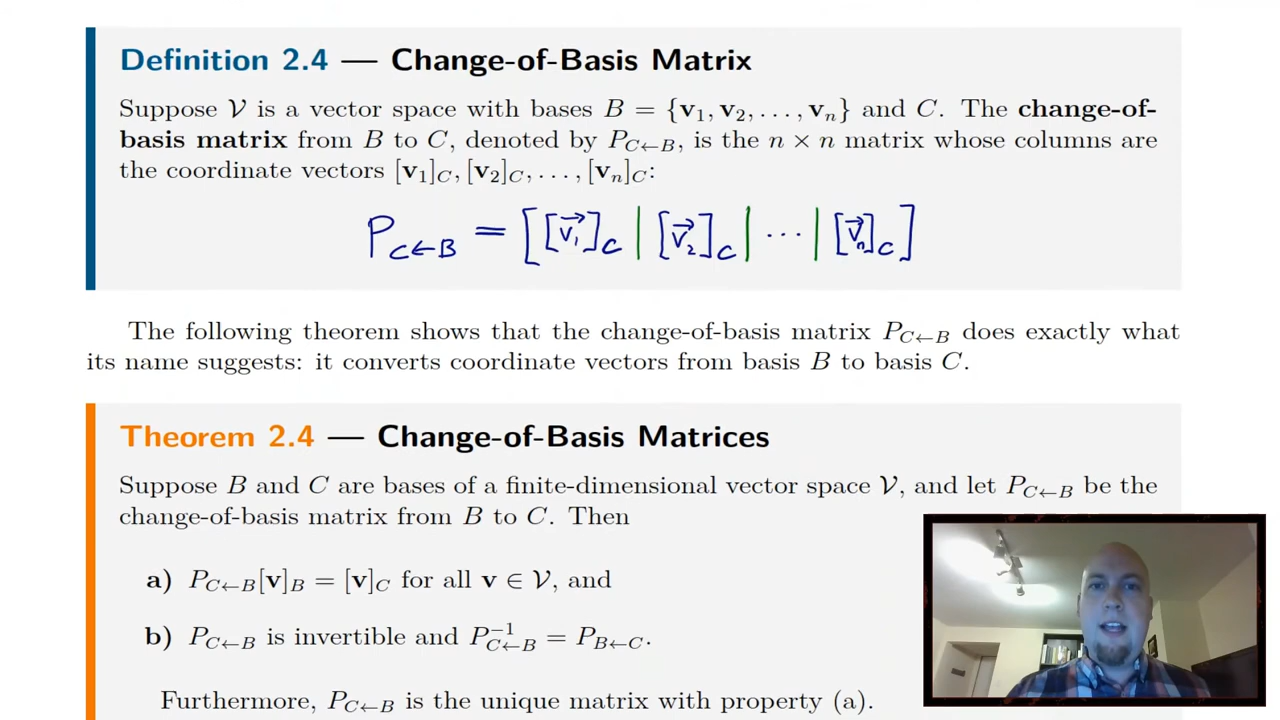 Definition 2.4 — Change-of-Basis Matrix
Suppose 𝒱 is a vector space with bases B = {v₁, v₂, . . . , vₙ} and C. The change-of-
basis matrix from B to C, denoted by P_{C←B}, is the n × n matrix whose columns are
the coordinate vectors [v₁]_C, [v₂]_C, . . . , [vₙ]_C:
P_{C←B} = [ [v⃗₁]_C | [v⃗₂]_C | ··· | [v⃗ₙ]_C ]
The following theorem shows that the change-of-basis matrix P_{C←B} does exactly what
its name suggests: it converts coordinate vectors from basis B to basis C.
Theorem 2.4 — Change-of-Basis Matrices
Suppose B and C are bases of a finite-dimensional vector space 𝒱, and let P_{C←B} be the
change-of-basis matrix from B to C. Then
a) P_{C←B}[v]_B = [v]_C for all v ∈ 𝒱, and
b) P_{C←B} is invertible and P_{C←B}^{−1} = P_{B←C}.
Furthermore, P_{C←B} is the unique matrix with property (a).